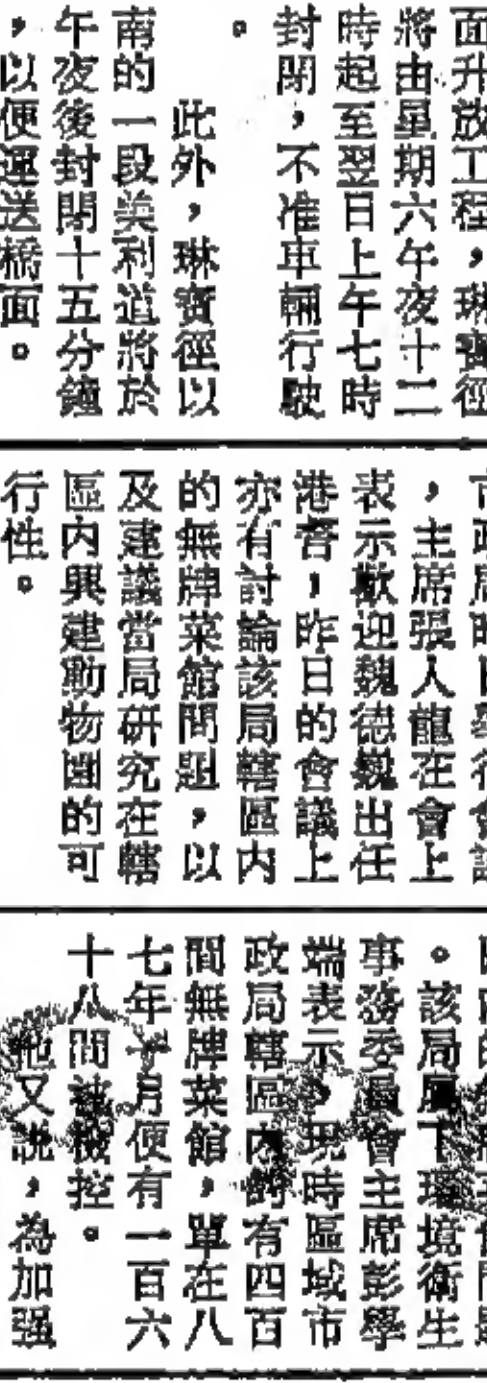 面升放工程，琳寶徑
將由星期六午夜十二
時起至翌日上午七時
封閉，不准車輛行駛
。
此外，琳寶徑以
南的一段美利道將於
午夜後封閉十五分鐘
，以便運送橋面。
，主席張人龍在會上
表示歡迎魏德巍出任
港督，昨日的會議上
亦有討論該局轄區內
的無牌菜館問題，以
及建議當局研究在轄
區內興建動物園的可
行性。
。該局屬下環境衛生
事務委員會主席彭學
端表示，現時區域市
政局轄區內約有四百
間無牌菜館，單在八
七年 月便有一百六
十八間被檢控。
他又說，為加强